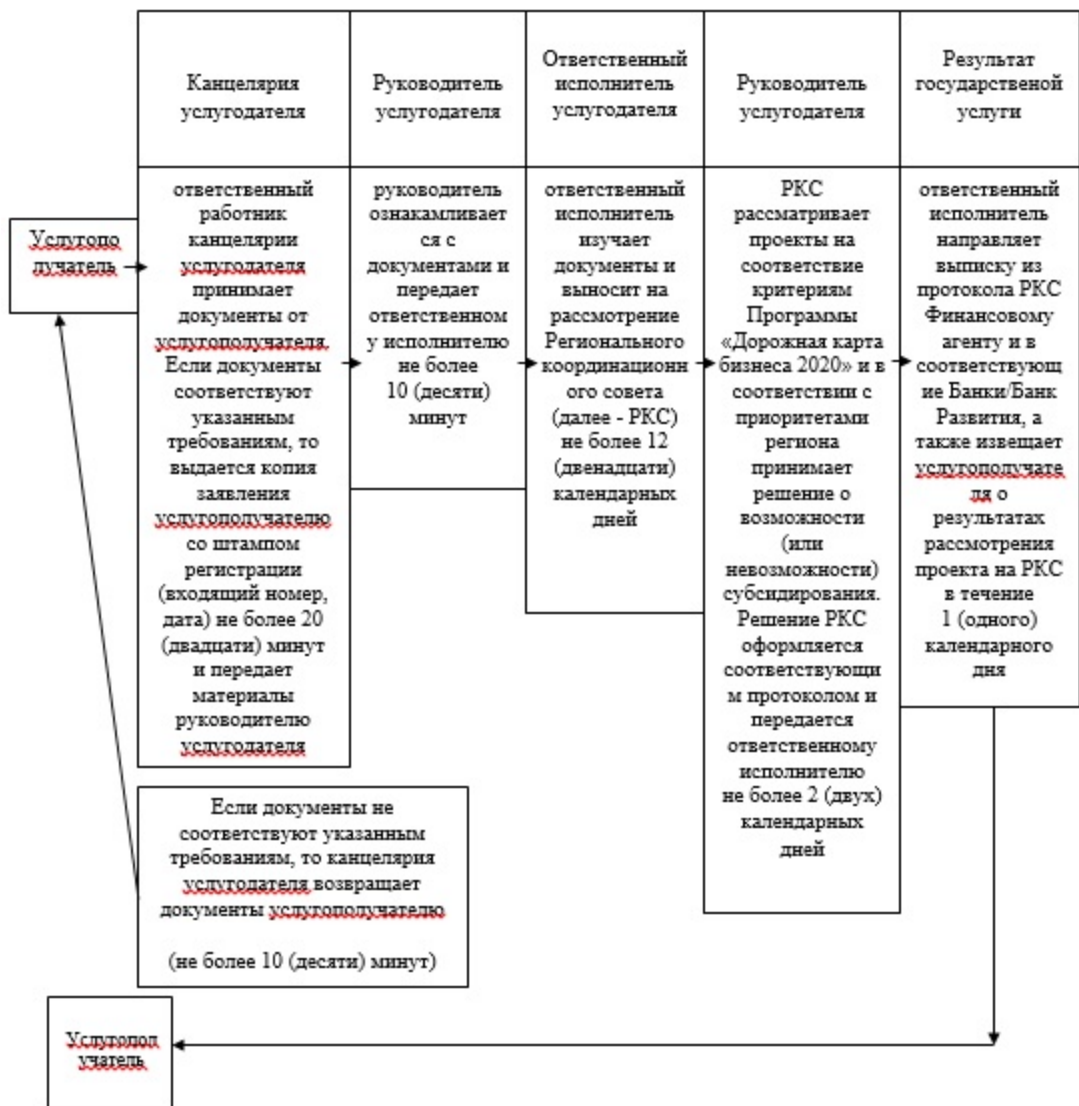 Канцелярия
услугодателя
Руководитель
услугодателя
Ответственный
исполнитель
услугодателя
Руководитель
услугодателя
Результат
государственой
услуги
Услугопо
лучатель
ответственный
работник
канцелярии
услугодателя
принимает
документы от
услугополучателя.
Если документы
соответствуют
указанным
требованиям, то
выдается копия
заявления
услугополучателю
со штампом
регистрации
(входящий номер,
дата) не более 20
(двадцати) минут
и передает
материалы
руководителю
услугодателя
руководитель
ознакамливает
ся с
документами и
передает
ответственном
у исполнителю
не более
10 (десяти)
минут
ответственный
исполнитель
изучает
документы и
выносит на
рассмотрение
Регионального
координационн
ого совета
(далее - РКС)
не более 12
(двенадцати)
календарных
дней
РКС
рассматривает
проекты на
соответствие
критериям
Программы
«Дорожная карта
бизнеса 2020» и в
соответствии с
приоритетами
региона
принимает
решение о
возможности
(или
невозможности)
субсидирования.
Решение РКС
оформляется
соответствующи
м протоколом и
передается
ответственному
исполнителю
не более 2 (двух)
календарных
дней
ответственный
исполнитель
направляет
выписку из
протокола РКС
Финансовому
агенту и в
соответствующ
ие Банки/Банк
Развития, а
также извещает
услугополучате
ля о
результатах
рассмотрения
проекта на РКС
в течение
1 (одного)
календарного
дня
Если документы не
соответствуют указанным
требованиям, то канцелярия
услугодателя возвращает
документы услугополучателю
(не более 10 (десяти) минут)
Услугопол
учатель